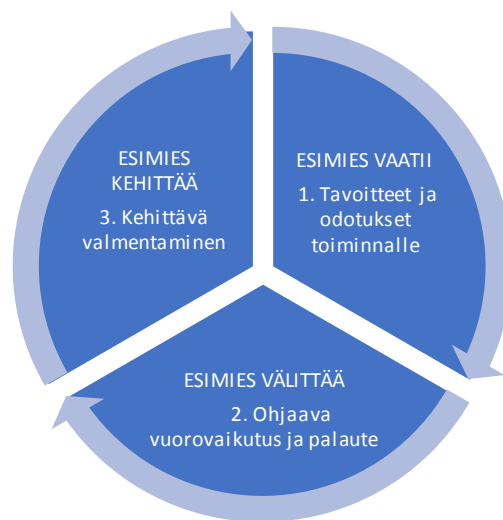 ESIMIES VAATII
1. Tavoitteet ja
odotukset
toiminnalle
ESIMIES VÄLITTÄÄ
2. Ohjaava
vuorovaikutus ja palaute
ESIMIES
KEHITTÄÄ
3. Kehittävä
valmentaminen